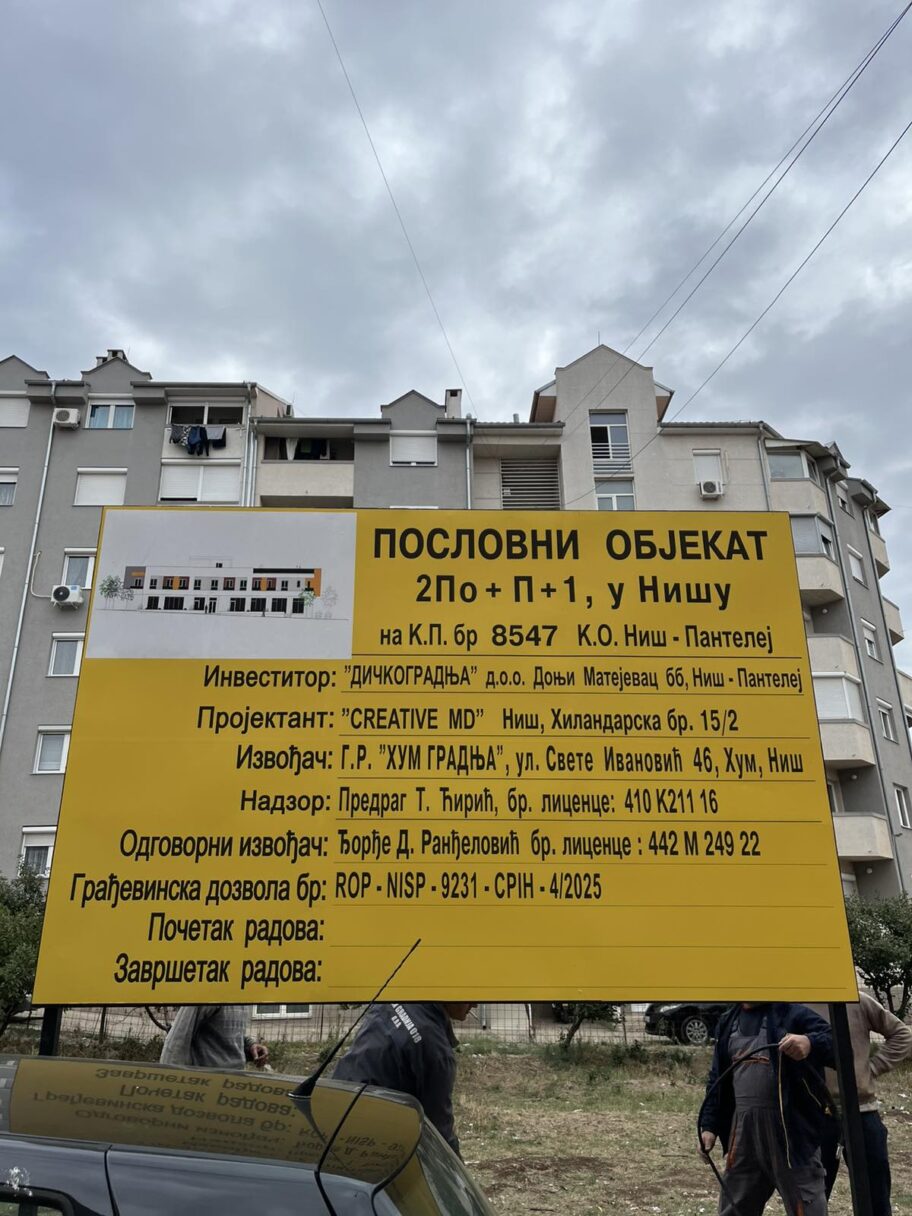 ПОСЛОВНИ ОБЈЕКАТ
2По + П+1, у Нишу
на К.П. бр 8547 К.О. Ниш - Пантелеј
Инвеститор: "ДИЧКОГРАДЊА" д.о.о. Доњи Матејевац бб, Ниш - Пантелеј
Пројектант: "CREATIVE MD" Ниш, Хиландарска бр. 15/2
Извођач: Г.Р. "ХУМ ГРАДЊА", ул. Свете Ивановић 46, Хум, Ниш
Надзор: Предраг Т. Ћирић, бр. лиценце: 410 К211 16
Одговорни извођач: Ђорђе Д. Ранђеловић бр. лиценце : 442 М 249 22
Грађевинска дозвола бр: ROP - NISP - 9231 - CPIH - 4/2025
Почетак радова:
Завршетак радова: